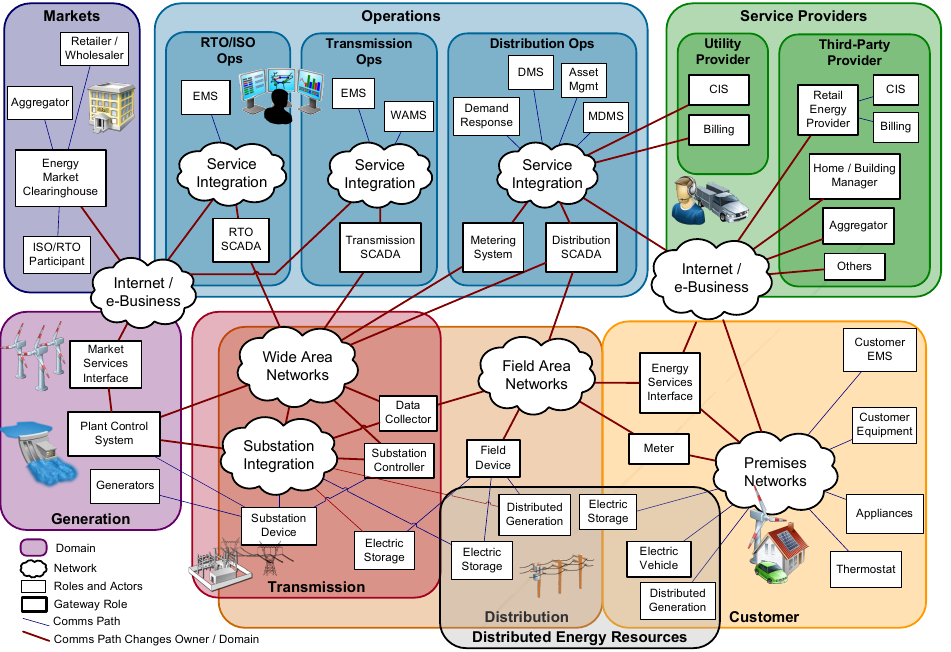 Markets
Retailer /
Wholesaler
Aggregator
Energy
Market
Clearinghouse
ISO/RTO
Participant
Operations
RTO/ISO
Ops
EMS
Service
Integration
RTO
SCADA
Transmission
Ops
EMS
WAMS
Service
Integration
Transmission
SCADA
Distribution Ops
DMS
Asset
Mgmt
Demand
Response
MDMS
Service
Integration
Metering
System
Distribution
SCADA
Service Providers
Utility
Provider
CIS
Billing
Third-Party
Provider
Retail
Energy
Provider
CIS
Billing
Home / Building
Manager
Aggregator
Others
Internet /
e-Business
Internet /
e-Business
Market
Services
Interface
Plant Control
System
Generators
Generation
Wide Area
Networks
Substation
Integration
Data
Collector
Substation
Controller
Substation
Device
Electric
Storage
Transmission
Field Area
Networks
Field
Device
Distributed
Generation
Electric
Storage
Distribution
Energy
Services
Interface
Meter
Premises
Networks
Customer
EMS
Customer
Equipment
Appliances
Thermostat
Electric
Storage
Electric
Vehicle
Distributed
Generation
Customer
Distributed Energy Resources
Domain
Network
Roles and Actors
Gateway Role
Comms Path
Comms Path Changes Owner / Domain